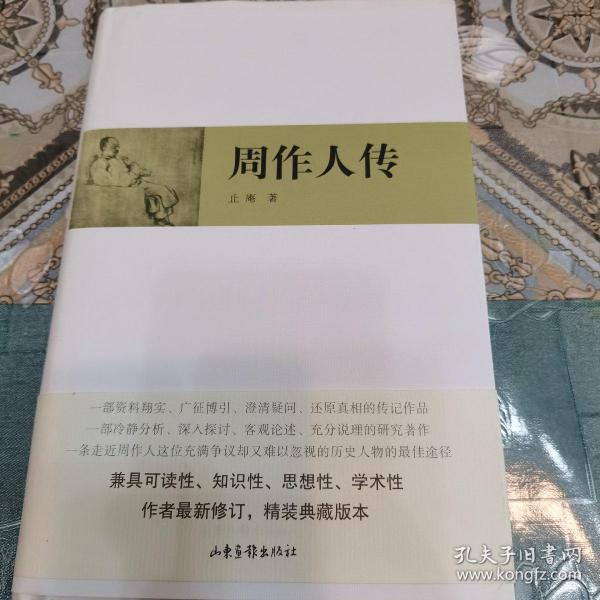 周作人传
止庵 著
一部资料翔实、广征博引、澄清疑问、还原真相的传记作品
一部冷静分析、深入探讨、客观论述、充分说理的研究著作
一条走近周作人这位充满争议却又难以忽视的历史人物的最佳途径
兼具可读性、知识性、思想性、学术性
作者最新修订，精装典藏版本
山东画报出版社
孔夫子旧书网
www.kongfz.com